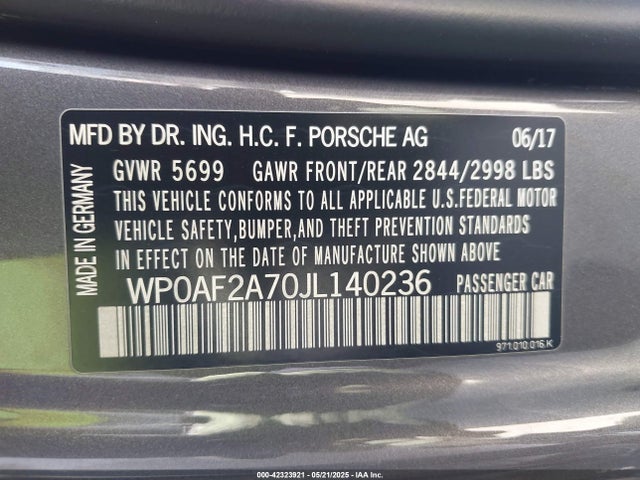 MFD BY DR. ING. H.C. F. PORSCHE AG 06/17
GVWR 5699 GAWR FRONT/REAR 2844/2998 LBS
THIS VEHICLE CONFORMS TO ALL APPLICABLE U.S.FEDERAL MOTOR
VEHICLE SAFETY,BUMPER,AND THEFT PREVENTION STANDARDS
IN EFFECT ON THE DATE OF MANUFACTURE SHOWN ABOVE.
WP0AF2A70JL140236 PASSENGER CAR
MADE IN GERMANY
971.010.016.K
000-42323921 - 05/21/2025 - IAA Inc.